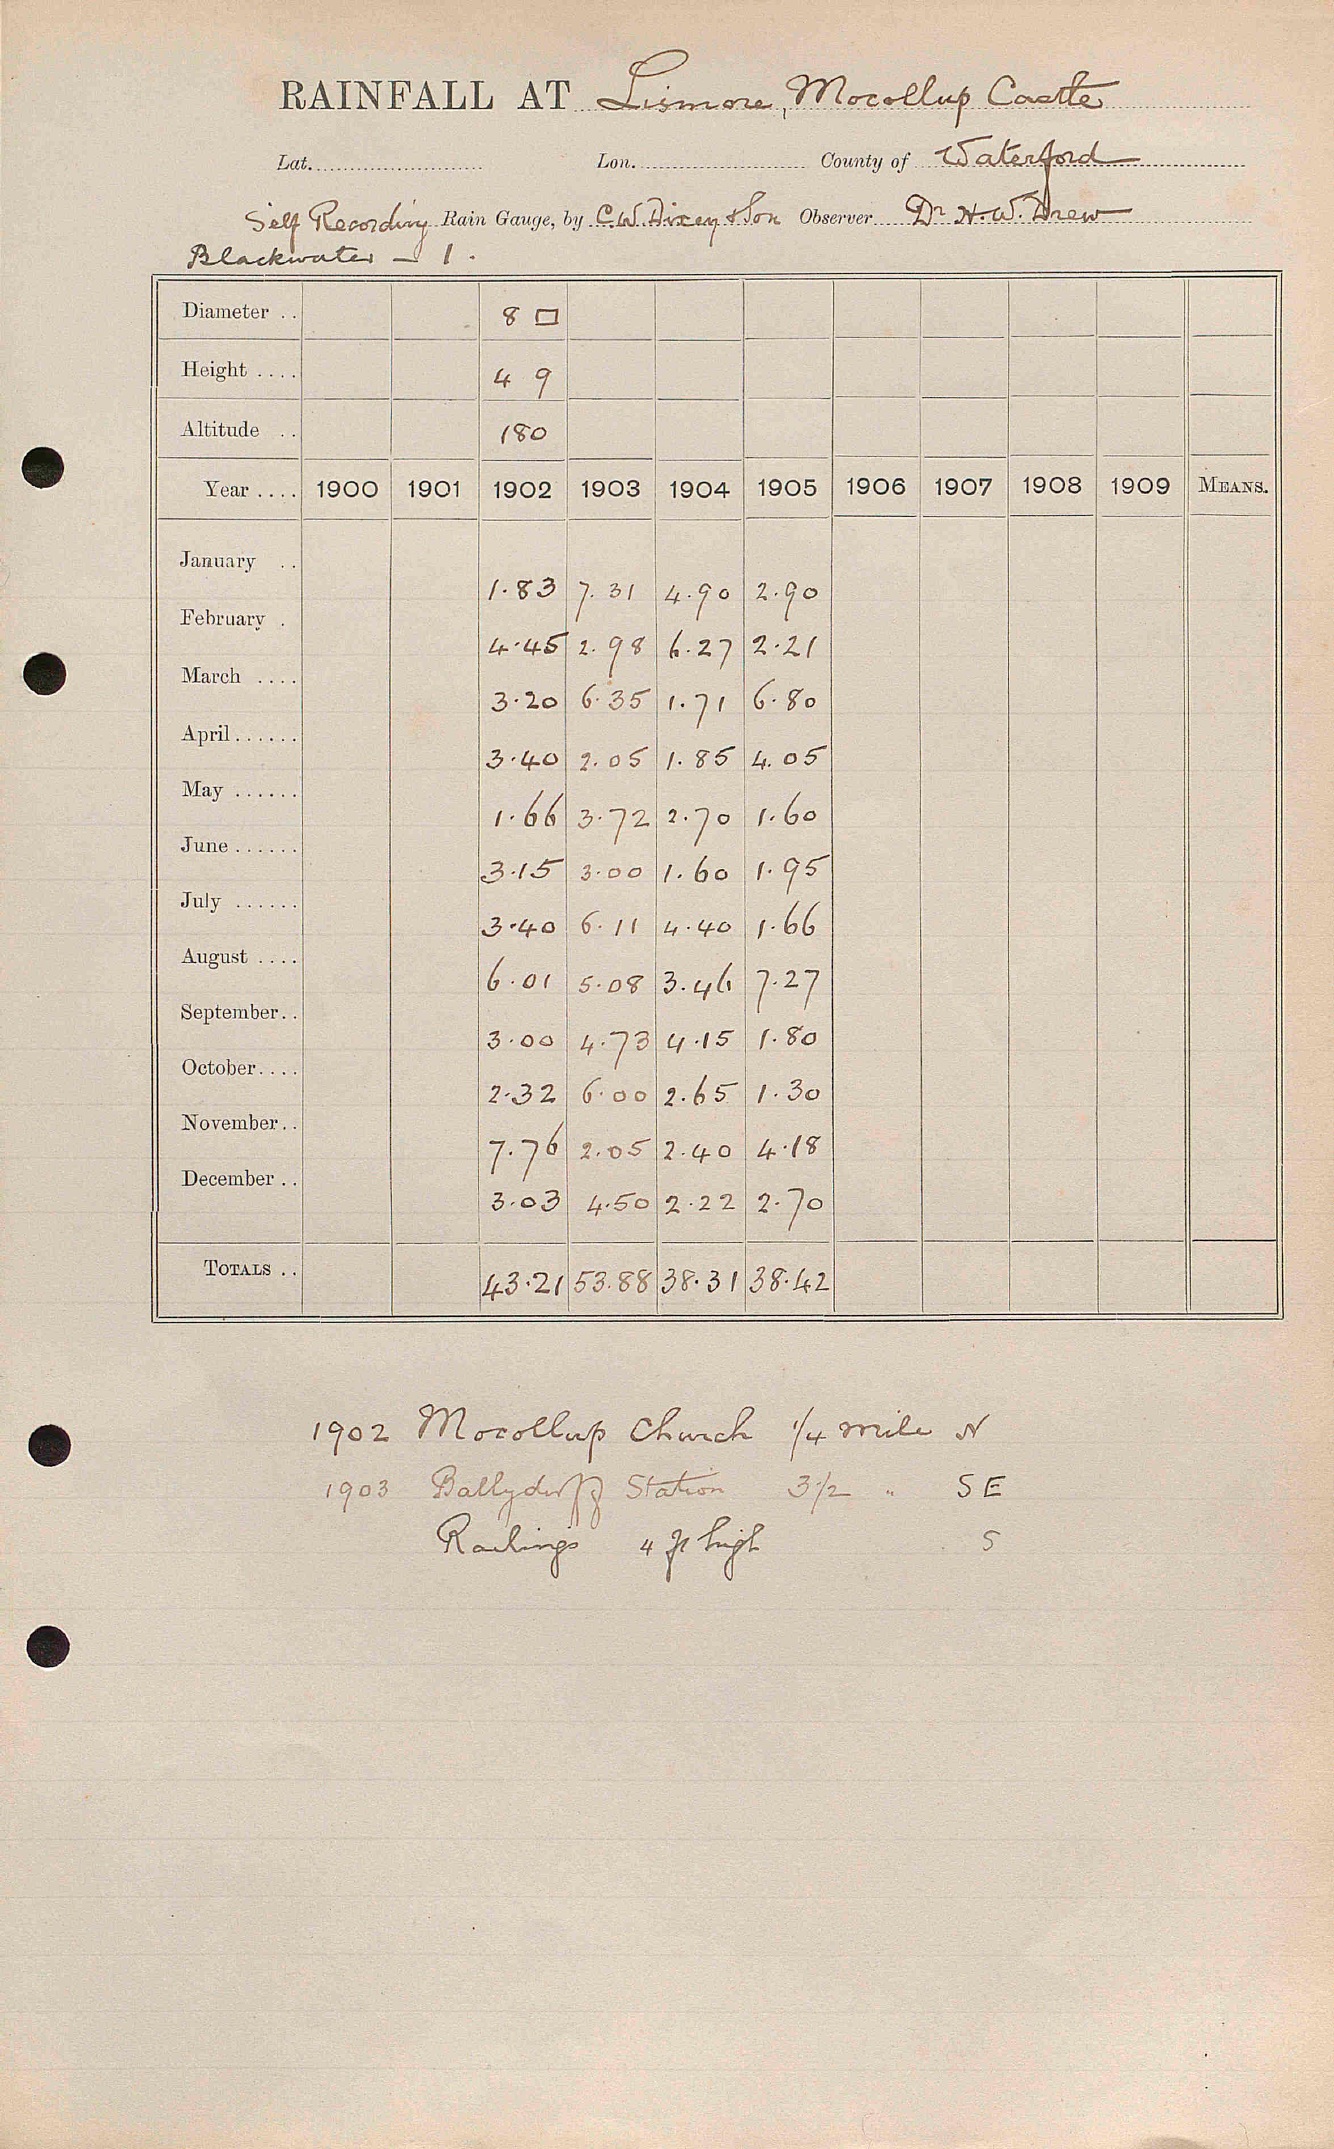 RAINFALL AT Lismore, Mocollup Castle
Lat. Lon. County of Waterford
Self Recording Rain Gauge, by C.W. Dixey & Son Observer Dr H. W. Drew
Blackwater — 1.
Diameter .. 8 □
Height .... 4 9
Altitude .. 180
Year .... 1900 1901 1902 1903 1904 1905 1906 1907 1908 1909 MEANS.
January .. 1.83 7.31 4.90 2.90
February . 4.45 2.98 6.27 2.21
March .... 3.20 6.35 1.71 6.80
April ...... 3.40 2.05 1.85 4.05
May ...... 1.66 3.72 2.70 1.60
June ...... 3.15 3.00 1.60 1.95
July ...... 3.40 6.11 4.40 1.66
August .... 6.01 5.08 3.46 7.27
September .. 3.00 4.73 4.15 1.80
October .... 2.32 6.00 2.65 1.30
November .. 7.76 2.05 2.40 4.18
December .. 3.03 4.50 2.22 2.70
TOTALS .. 43.21 53.88 38.31 38.42
1902 Mocollup Church 1/4 mile N
1903 Ballyduff Station 3 1/2 " SE
Railings 4 ft high S